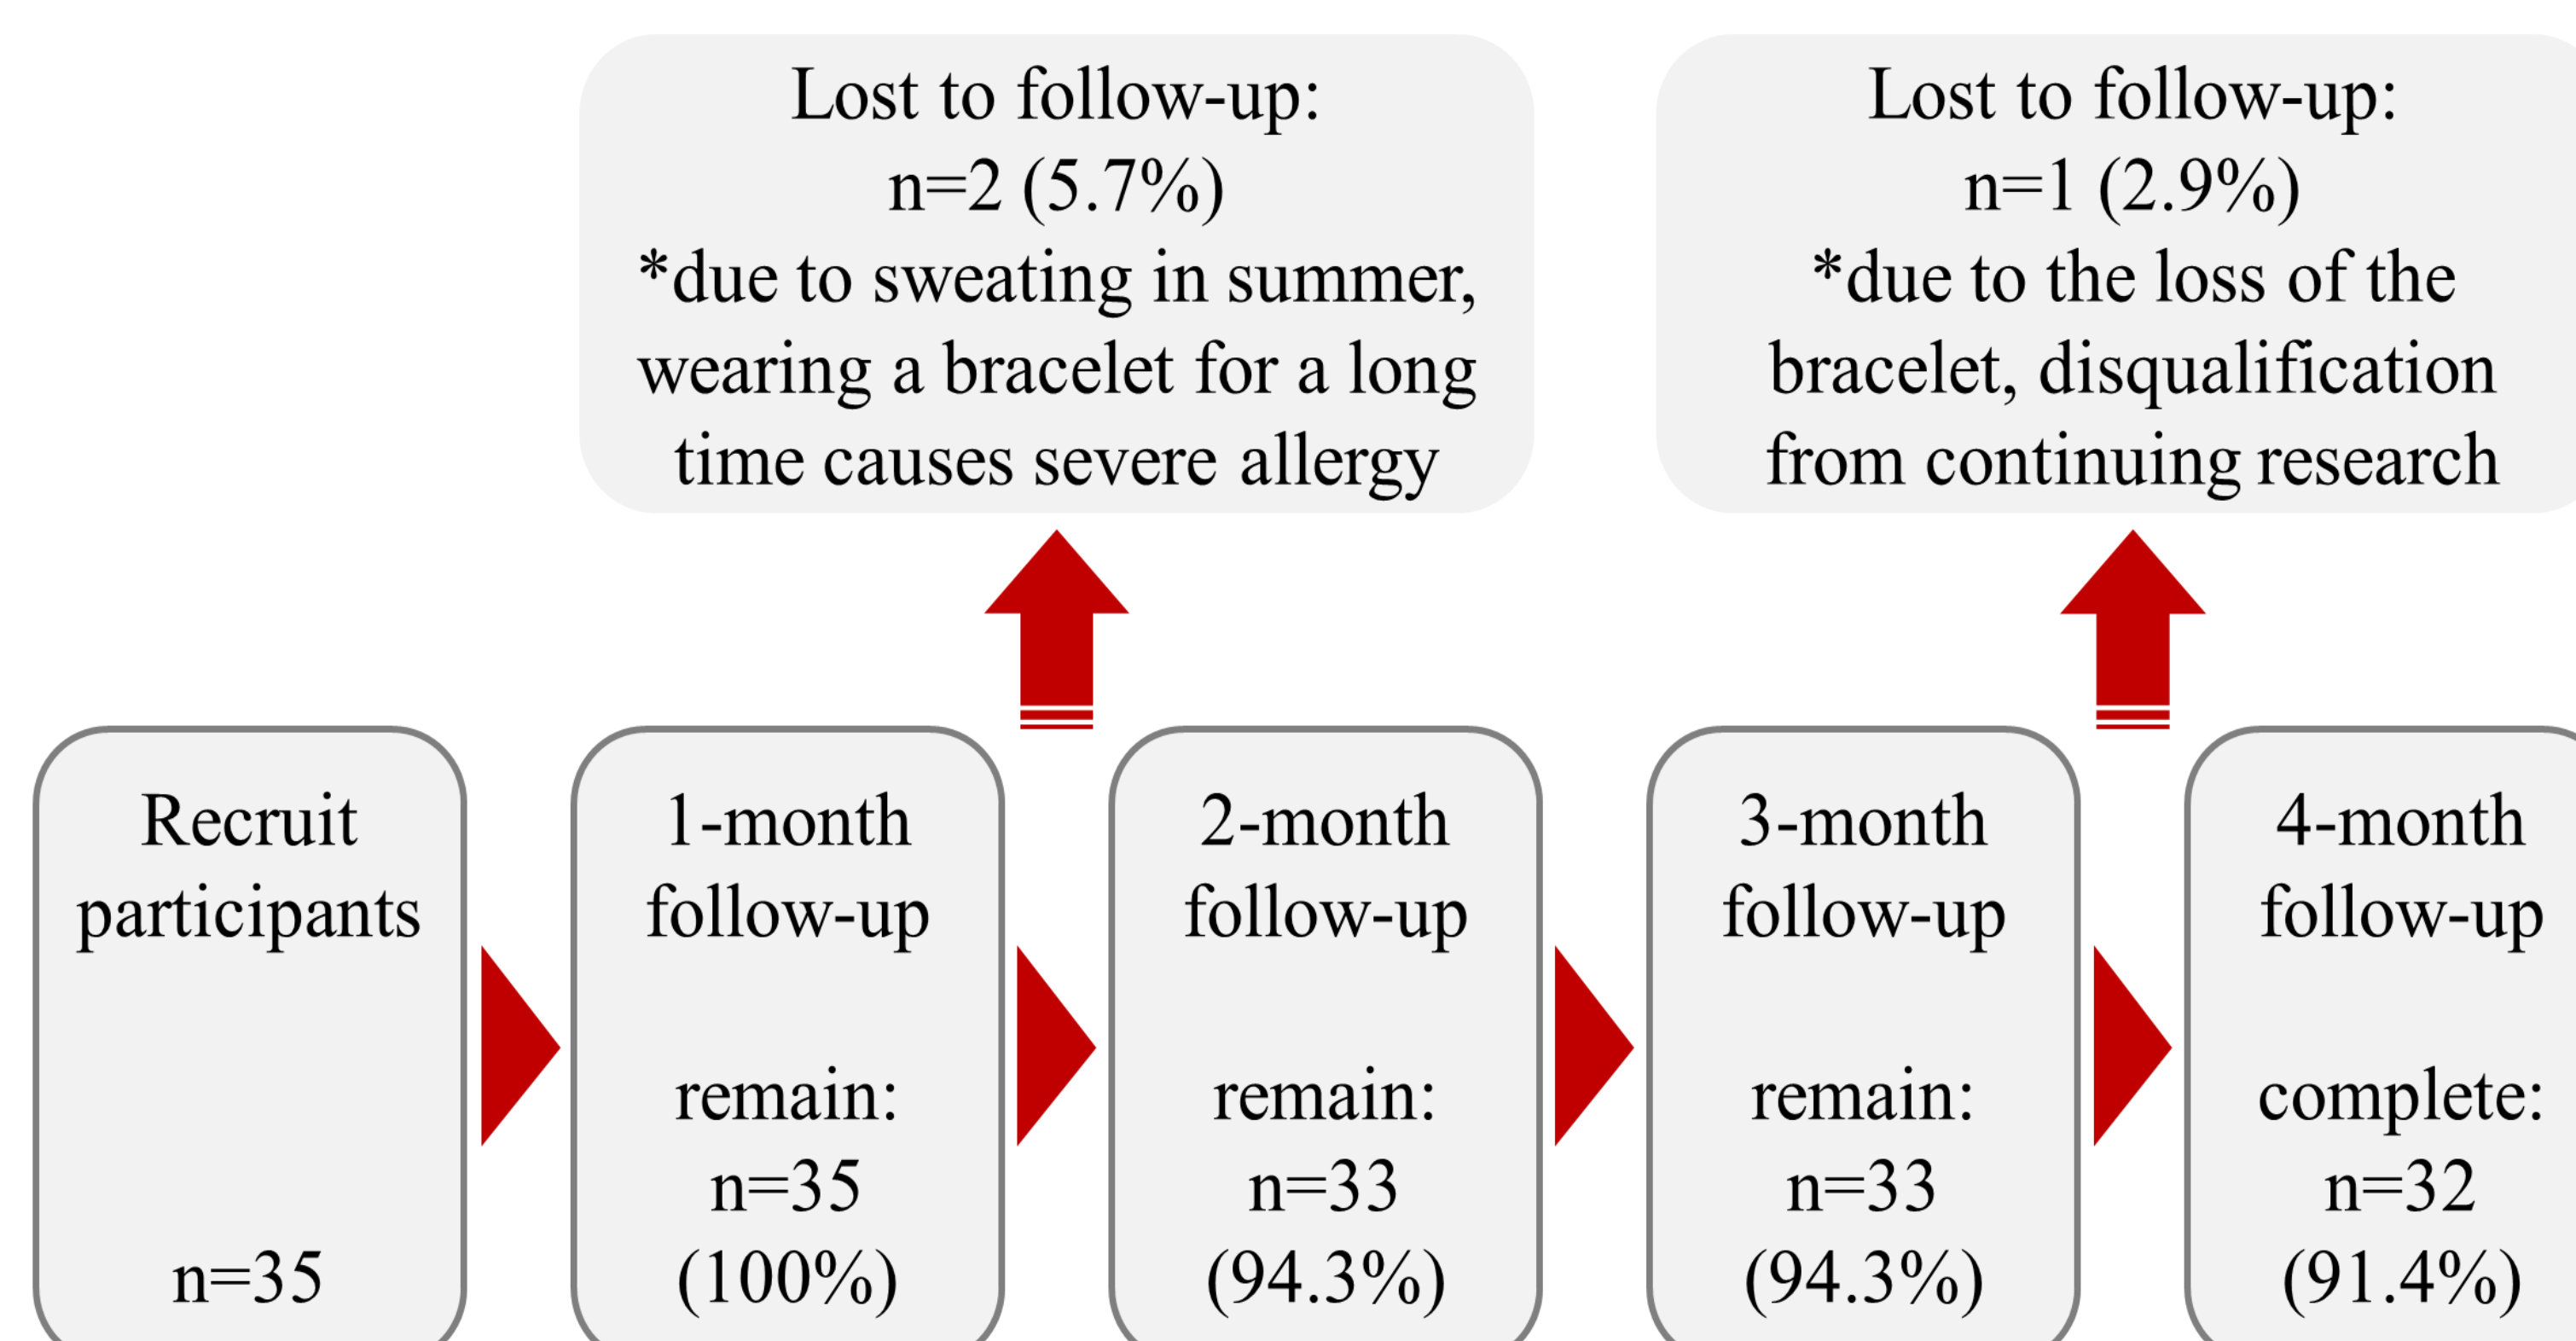 Lost to follow-up:
n=2 (5.7%)
*due to sweating in summer,
wearing a bracelet for a long
time causes severe allergy
Lost to follow-up:
n=1 (2.9%)
*due to the loss of the
bracelet, disqualification
from continuing research
Recruit
participants
n=35
1-month
follow-up
remain:
n=35
(100%)
2-month
follow-up
remain:
n=33
(94.3%)
3-month
follow-up
remain:
n=33
(94.3%)
4-month
follow-up
complete:
n=32
(91.4%)